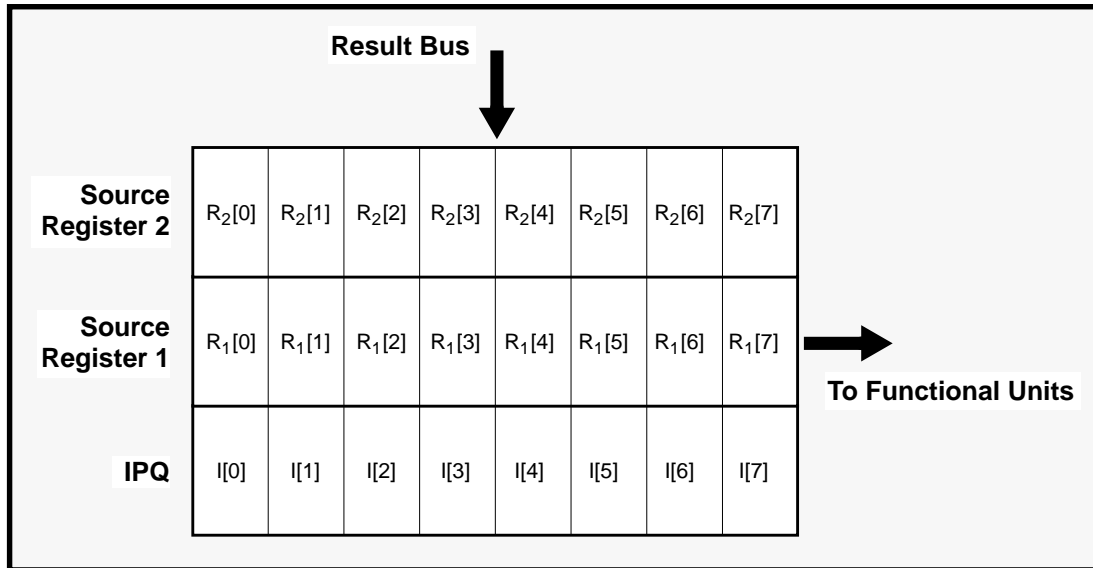 Result Bus
Source
Register 2
R₂[0] R₂[1] R₂[2] R₂[3] R₂[4] R₂[5] R₂[6] R₂[7]
Source
Register 1
R₁[0] R₁[1] R₁[2] R₁[3] R₁[4] R₁[5] R₁[6] R₁[7]
To Functional Units
IPQ I[0] I[1] I[2] I[3] I[4] I[5] I[6] I[7]